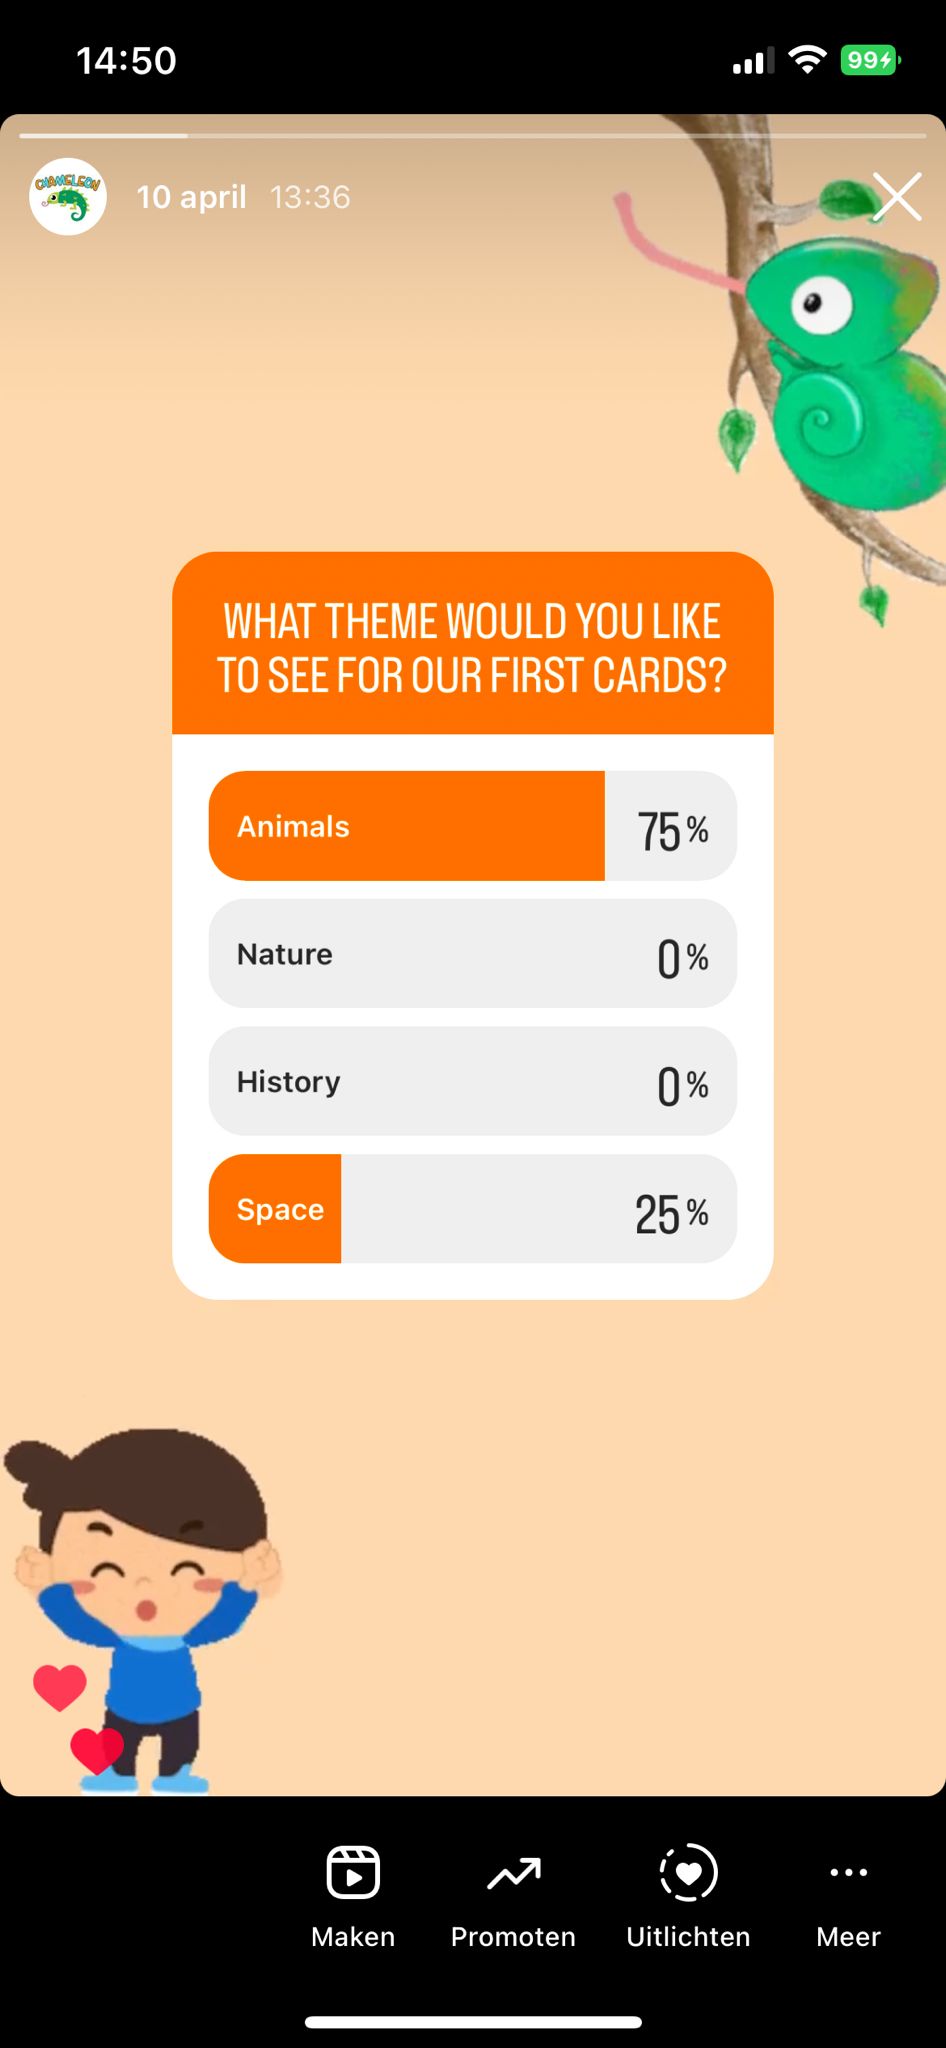 14:50
99
CHAMELEON
10 april 13:36
WHAT THEME WOULD YOU LIKE
TO SEE FOR OUR FIRST CARDS?
Animals 75%
Nature 0%
History 0%
Space 25%
Maken Promoten Uitlichten Meer